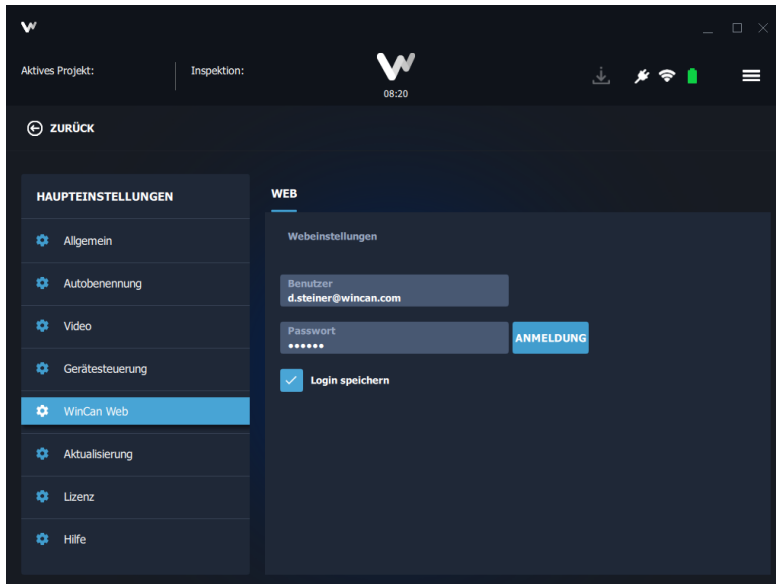 Aktives Projekt:
Inspektion:
08:20
ZURÜCK
HAUPTEINSTELLUNGEN
Allgemein
Autobenennung
Video
Gerätesteuerung
WinCan Web
Aktualisierung
Lizenz
Hilfe
WEB
Webeinstellungen
Benutzer
d.steiner@wincan.com
Passwort
••••••
ANMELDUNG
Login speichern